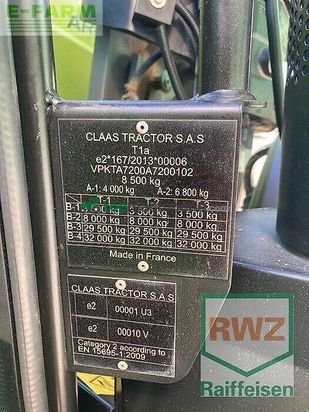 E-FARM
CLAAS TRACTOR S.A.S
T1a
e2*167/2013*00006
VPKTA7200A7200102
8 500 kg
A-1: 4 000 kg A-2: 6 800 kg
T-1 T-2 T-3
B-1 3 500 kg 3 500 kg
B-2 8 000 kg 8 000 kg 8 000 kg
B-3 29 500 kg 29 500 kg 29 500 kg
B-4 32 000 kg 32 000 kg 32 000 kg
Made in France
CLAAS TRACTOR S.A.S
e2 00001 U3
e2 00010 V
Category 2 according to
EN 15695-1:2009
RWZ
Raiffeisen